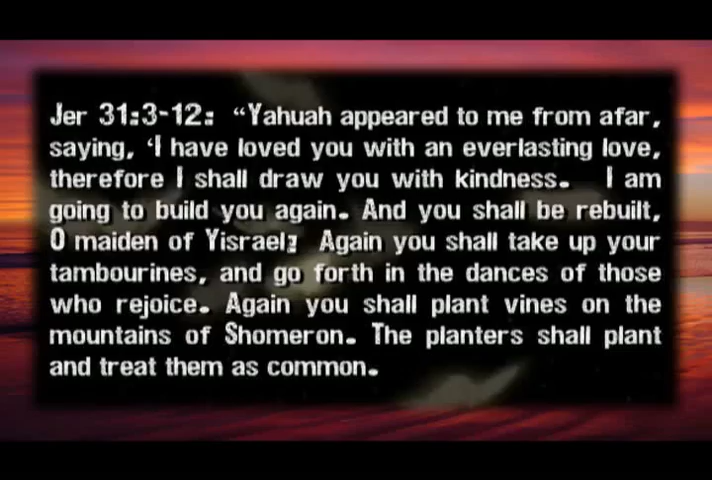 Jer 31:3-12: “Yahuah appeared to me from afar,
saying, ‘I have loved you with an everlasting love,
therefore I shall draw you with kindness. I am
going to build you again. And you shall be rebuilt,
O maiden of Yisrael; Again you shall take up your
tambourines, and go forth in the dances of those
who rejoice. Again you shall plant vines on the
mountains of Shomeron. The planters shall plant
and treat them as common.